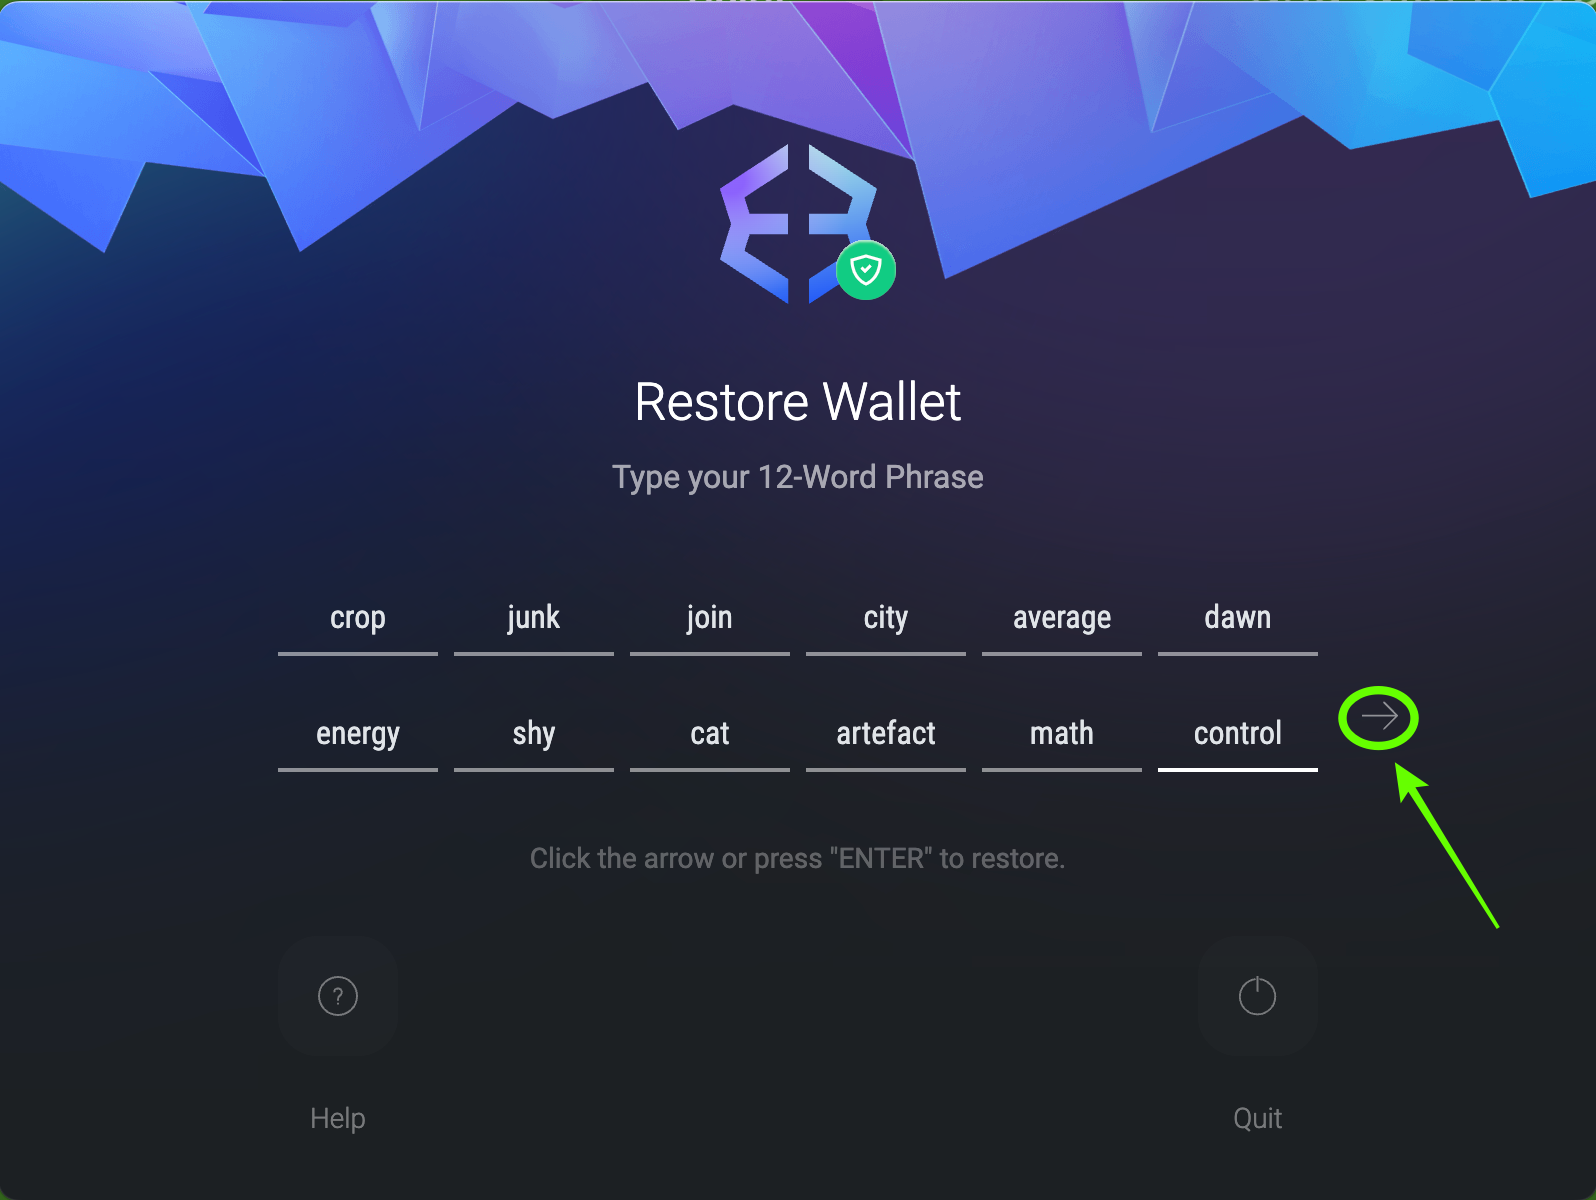 Restore Wallet
Type your 12-Word Phrase
crop junk join city average dawn
energy shy cat artefact math control
Click the arrow or press "ENTER" to restore.
?
Help Quit